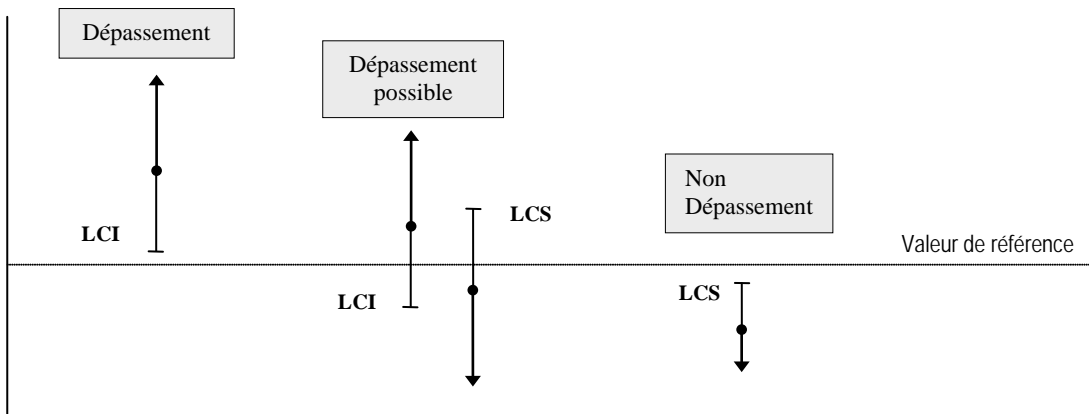 Dépassement
Dépassement
possible
Non
Dépassement
LCI
LCS
Valeur de référence
LCI
LCS